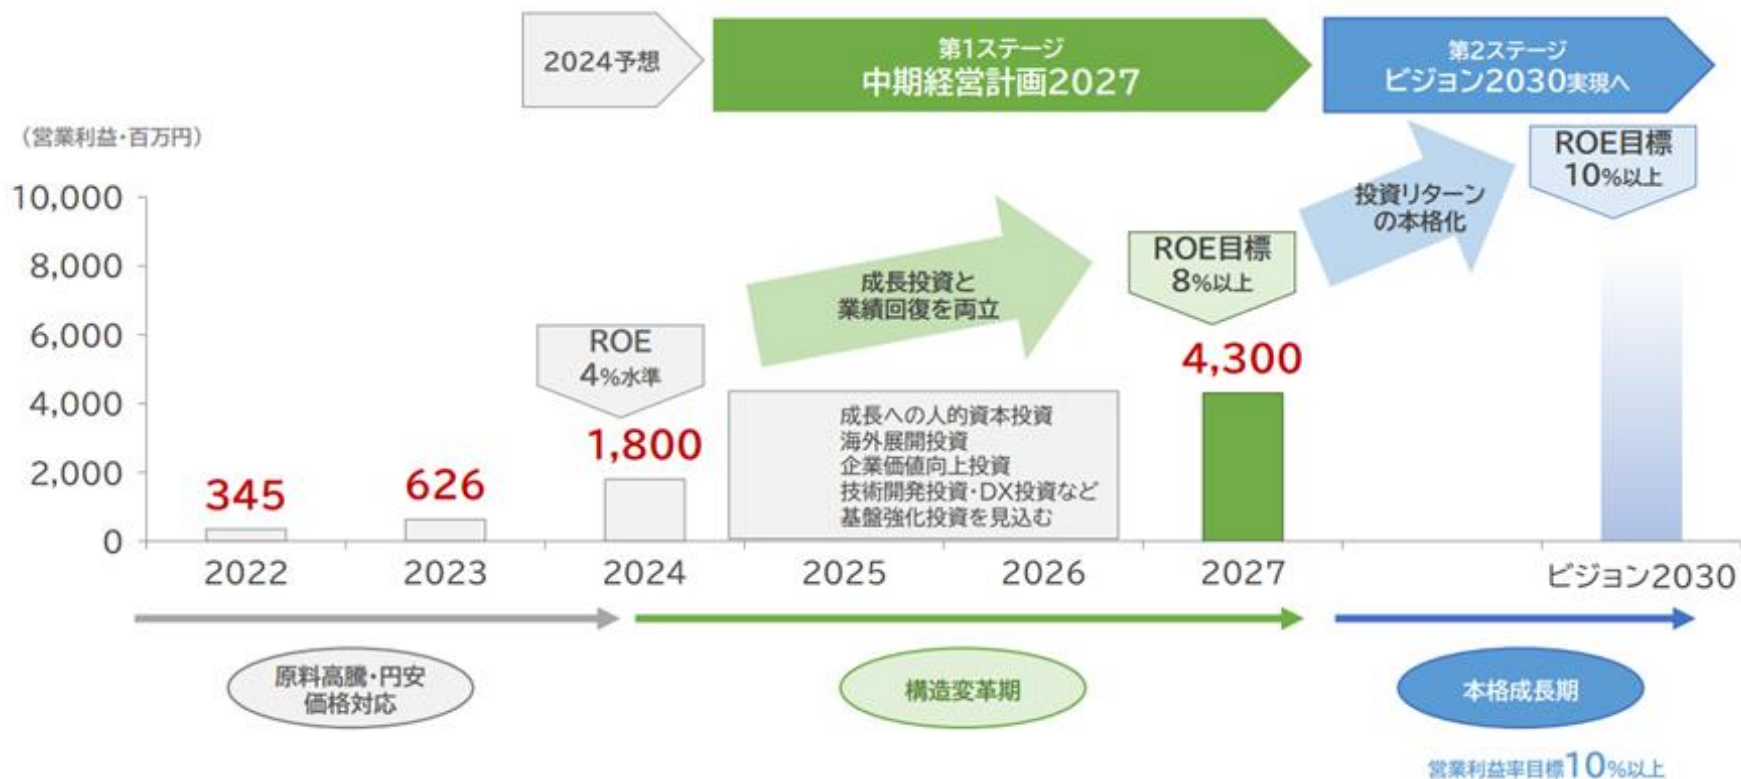 2024予想
第1ステージ
中期経営計画2027
第2ステージ
ビジョン2030実現へ
(営業利益・百万円)
ROE目標
10%以上
投資リターン
の本格化
10,000
8,000
6,000
4,000
2,000
0
ROE目標
8%以上
成長投資と
業績回復を両立
ROE
4%水準
4,300
1,800
626
345
成長への人的資本投資
海外展開投資
企業価値向上投資
技術開発投資・DX投資など
基盤強化投資を見込む
2022
2023
2024
2025
2026
2027
ビジョン2030
原料高騰・円安
価格対応
構造変革期
本格成長期
営業利益率目標10%以上